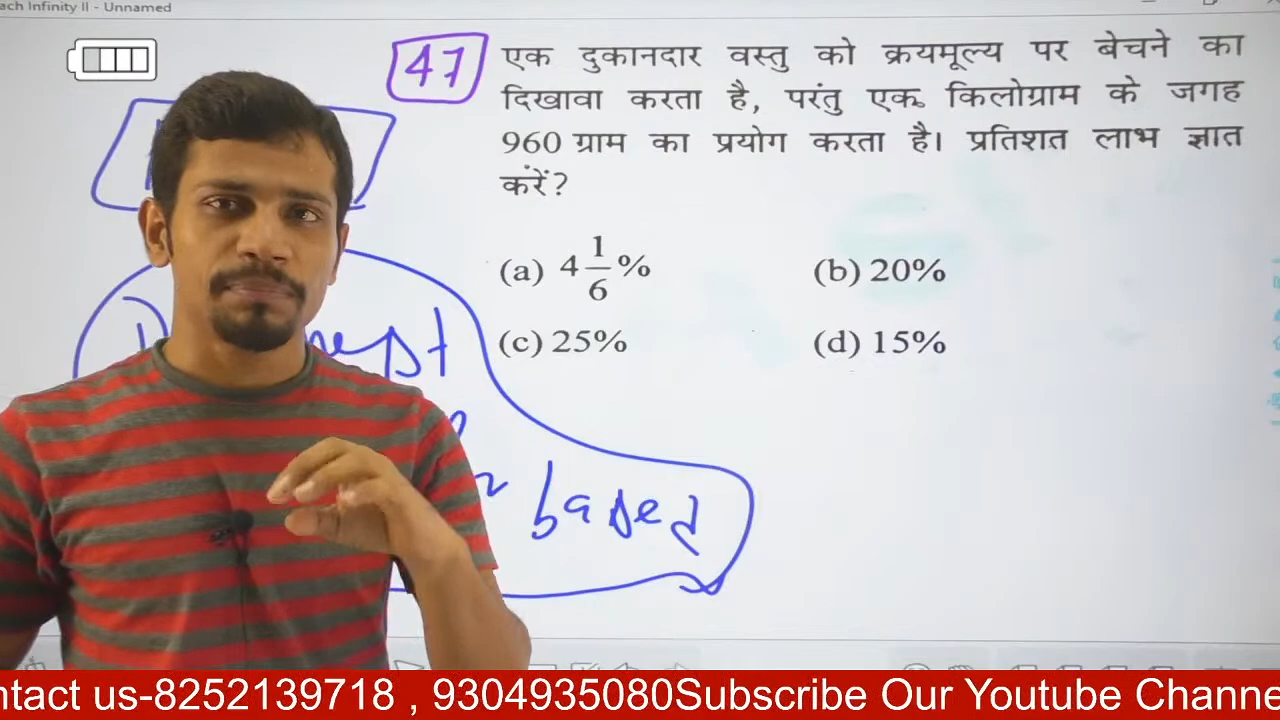 ach Infinity II - Unnamed
47
एक दुकानदार वस्तु को क्रयमूल्य पर बेचने का
दिखावा करता है, परंतु एक किलोग्राम के जगह
960 ग्राम का प्रयोग करता है। प्रतिशत लाभ ज्ञात
करें?
(a) 4 1/6 %
(b) 20%
(c) 25%
(d) 15%
based
ntact us-8252139718 , 9304935080Subscribe Our Youtube Channe